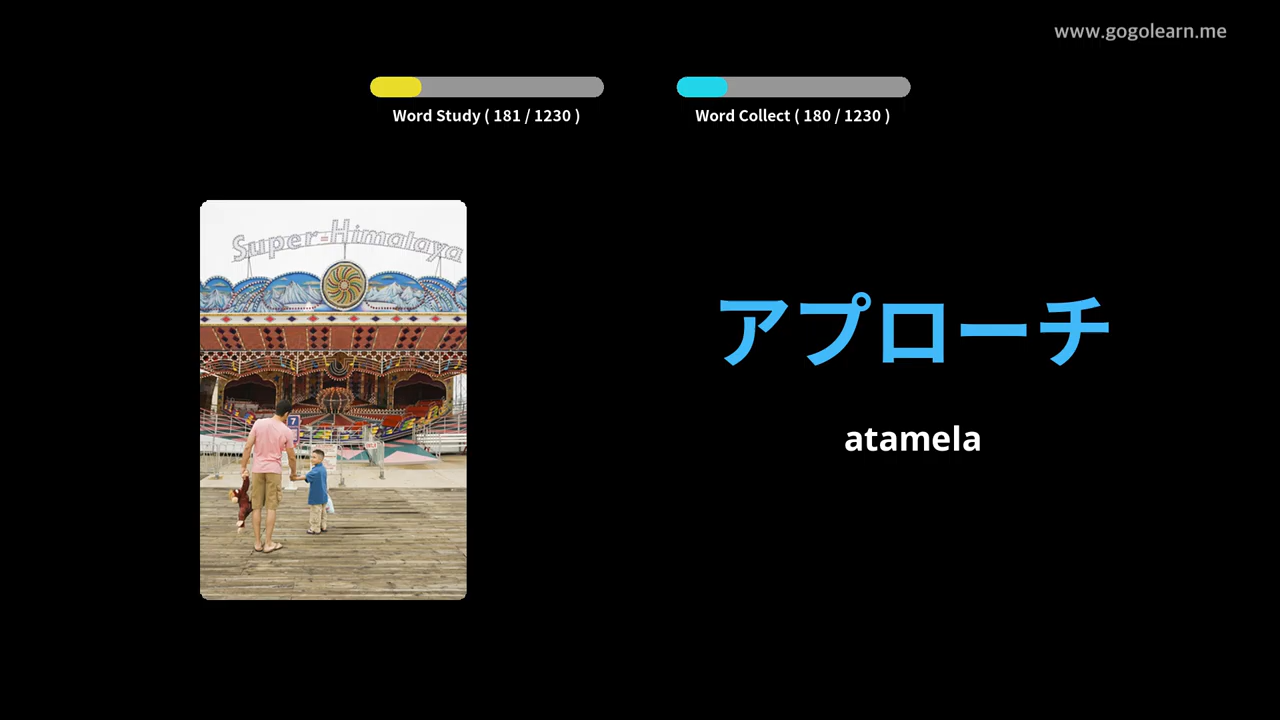 www.gogolearn.me
Word Study ( 181 / 1230 )
Word Collect ( 180 / 1230 )
Super-Himalaya
7
アプローチ
atamela